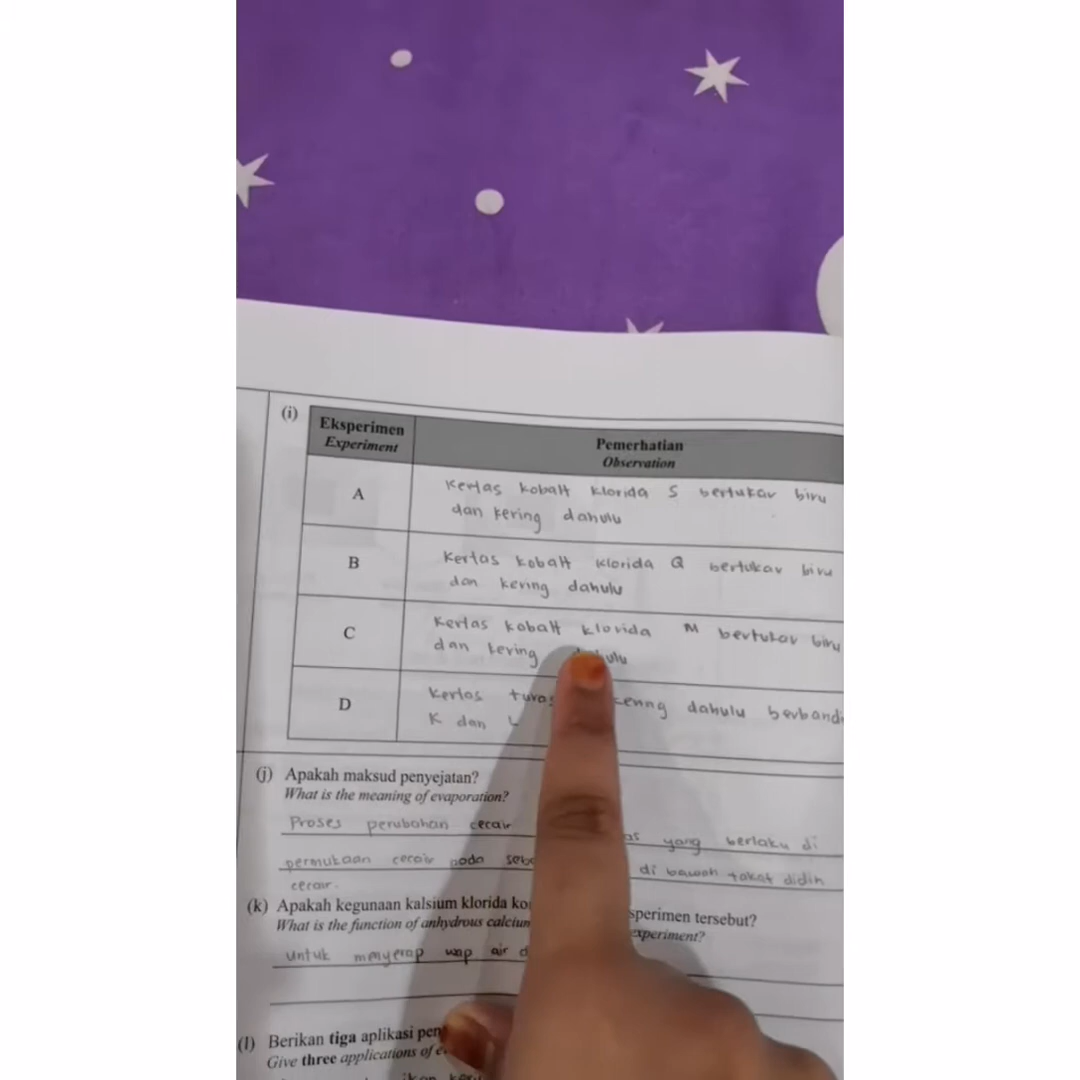 (i)
Eksperimen
Experiment
Pemerhatian
Observation
A
Kertas kobalt klorida S bertukar biru
dan kering dahulu
B
Kertas kobalt klorida Q bertukar biru
dan kering dahulu
C
Kertas kobalt klorida M bertukar biru
dan kering
D
Kertas turas kering dahulu
K dan L
(j) Apakah maksud penyejatan?
What is the meaning of evaporation?
Proses perubahan cecair yang berlaku di
permukaan cecair pada di bawah takat didih
cecair.
(k) Apakah kegunaan kalsium klorida sperimen tersebut?
What is the function of anhydrous experiment?
untuk menyerap wap air
(l) Berikan tiga aplikasi
Give three applications of
ikan